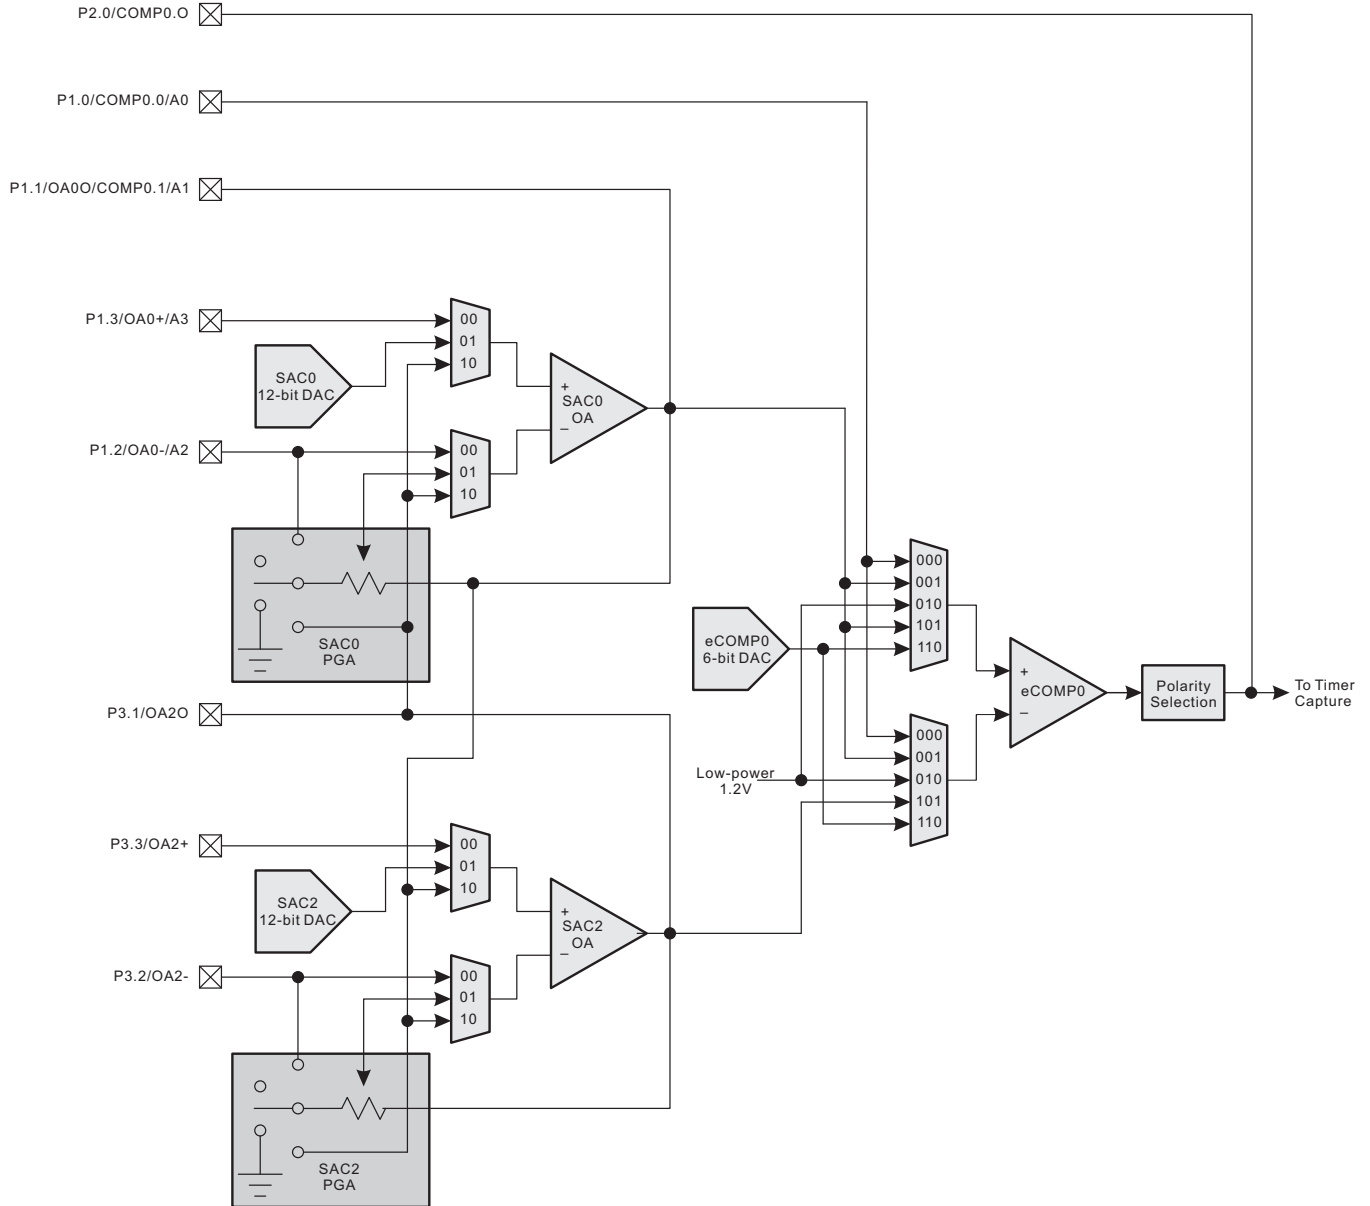 P2.0/COMP0.O
P1.0/COMP0.0/A0
P1.1/OA0O/COMP0.1/A1
P1.3/OA0+/A3
00
01
10
SAC0
12-bit DAC
+
SAC0
OA
–
P1.2/OA0-/A2
00
01
10
SAC0
PGA
000
001
010
101
110
eCOMP0
6-bit DAC
+
eCOMP0
–
Polarity
Selection
To Timer
Capture
P3.1/OA2O
000
001
010
101
110
Low-power
1.2V
P3.3/OA2+
00
01
10
SAC2
12-bit DAC
+
SAC2
OA
–
P3.2/OA2-
00
01
10
SAC2
PGA